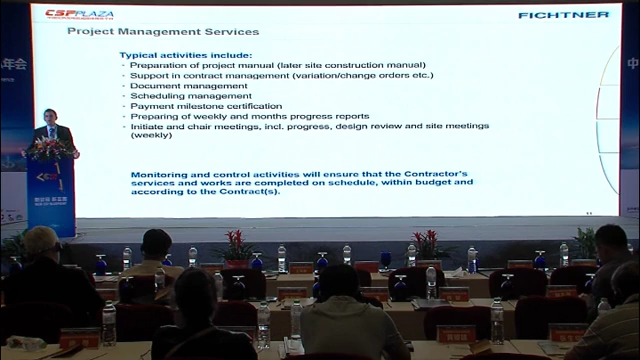 CSPPLAZA
FICHTNER
Project Management Services
Typical activities include:
· Preparation of project manual (later site construction manual)
· Support in contract management (variation/change orders etc.)
· Document management
· Scheduling management
· Payment milestone certification
· Preparing of weekly and months progress reports
· Initiate and chair meetings, incl. progress, design review and site meetings
(weekly)
Monitoring and control activities will ensure that the Contractor's
services and works are completed on schedule, within budget and
according to the Contract(s).
年会
中